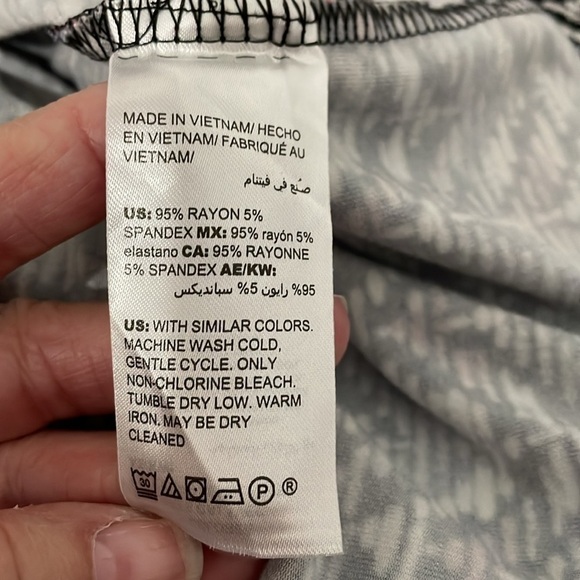 MADE IN VIETNAM/ HECHO
EN VIETNAM/ FABRIQUÉ AU
VIETNAM/
صنع في فيتنام
US: 95% RAYON 5%
SPANDEX MX: 95% rayón 5%
elastano CA: 95% RAYONNE
5% SPANDEX AE/KW:
95% رايون 5% سبانديكس
US: WITH SIMILAR COLORS.
MACHINE WASH COLD,
GENTLE CYCLE. ONLY
NON-CHLORINE BLEACH.
TUMBLE DRY LOW. WARM
IRON. MAY BE DRY
CLEANED
30 P ®